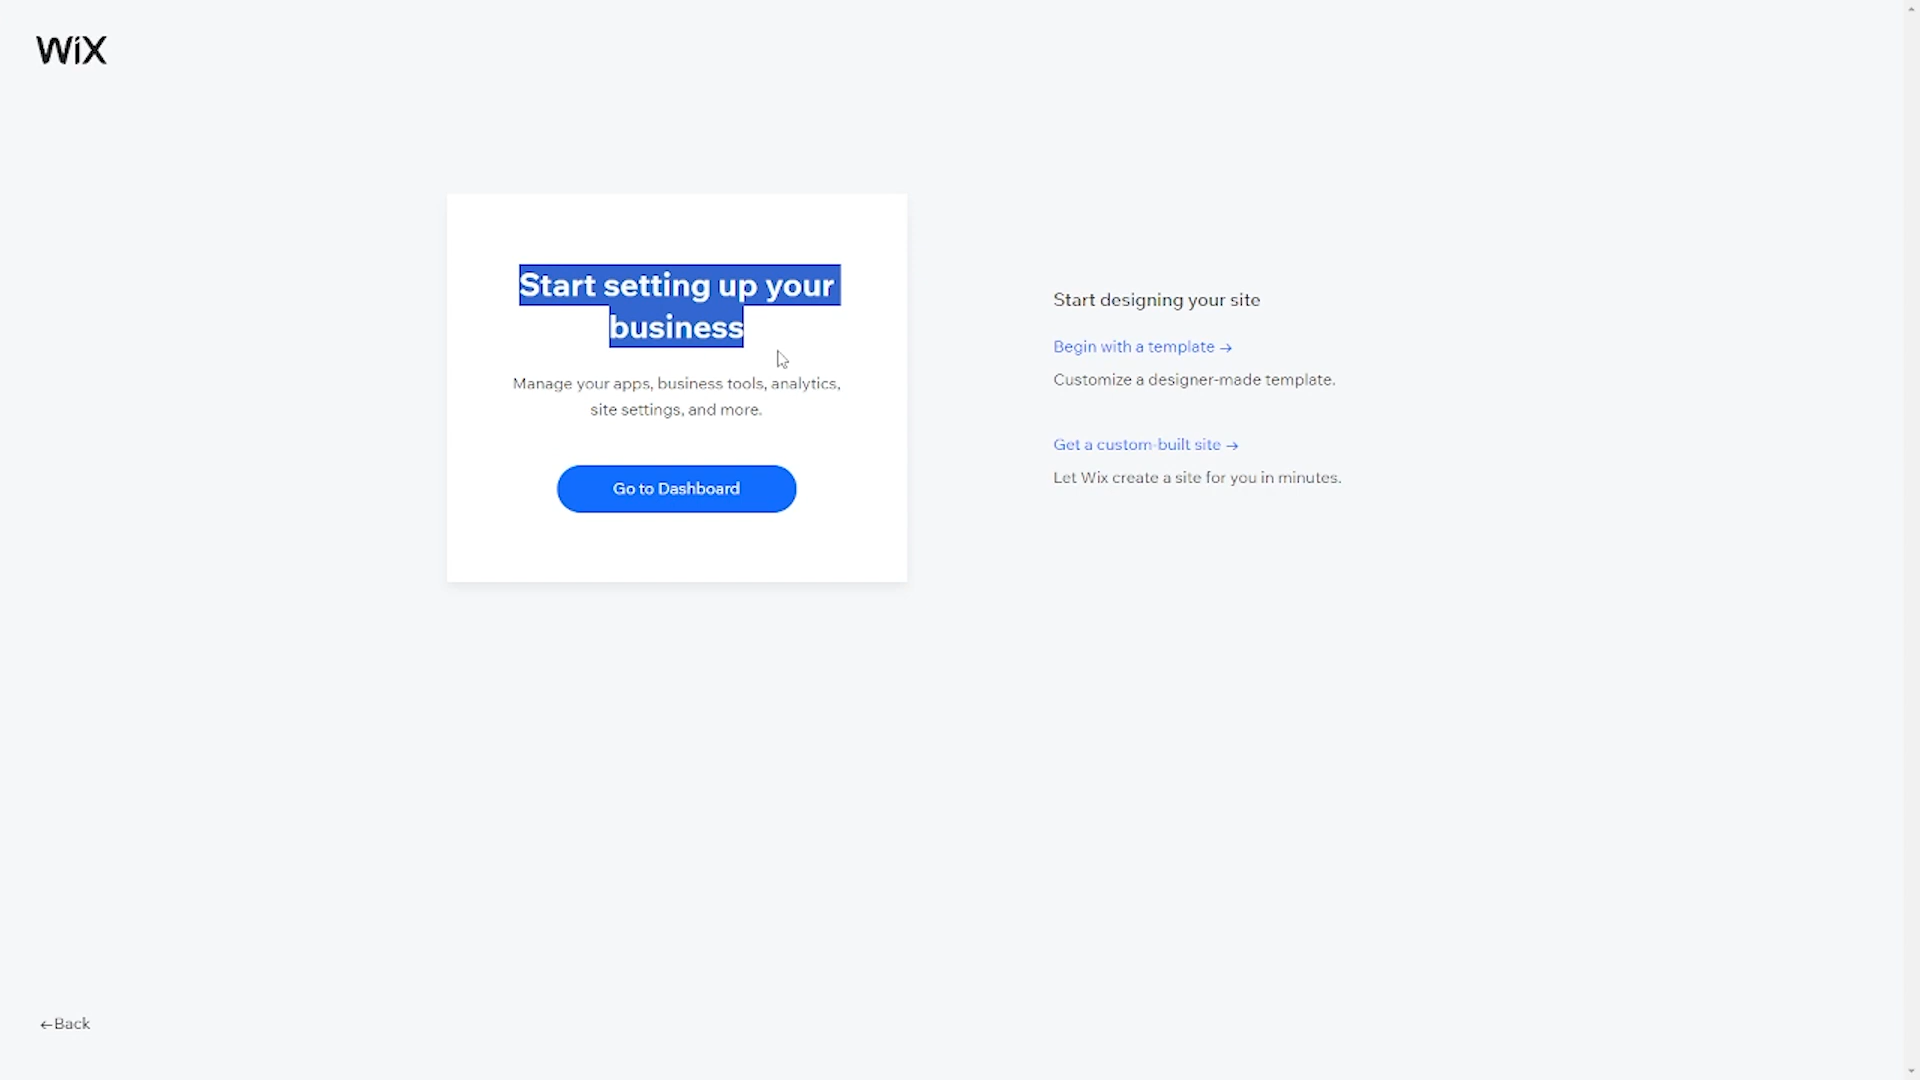 WiX
Start setting up your
business
Manage your apps, business tools, analytics,
site settings, and more.
Go to Dashboard
Start designing your site
Begin with a template →
Customize a designer-made template.
Get a custom-built site →
Let Wix create a site for you in minutes.
←Back